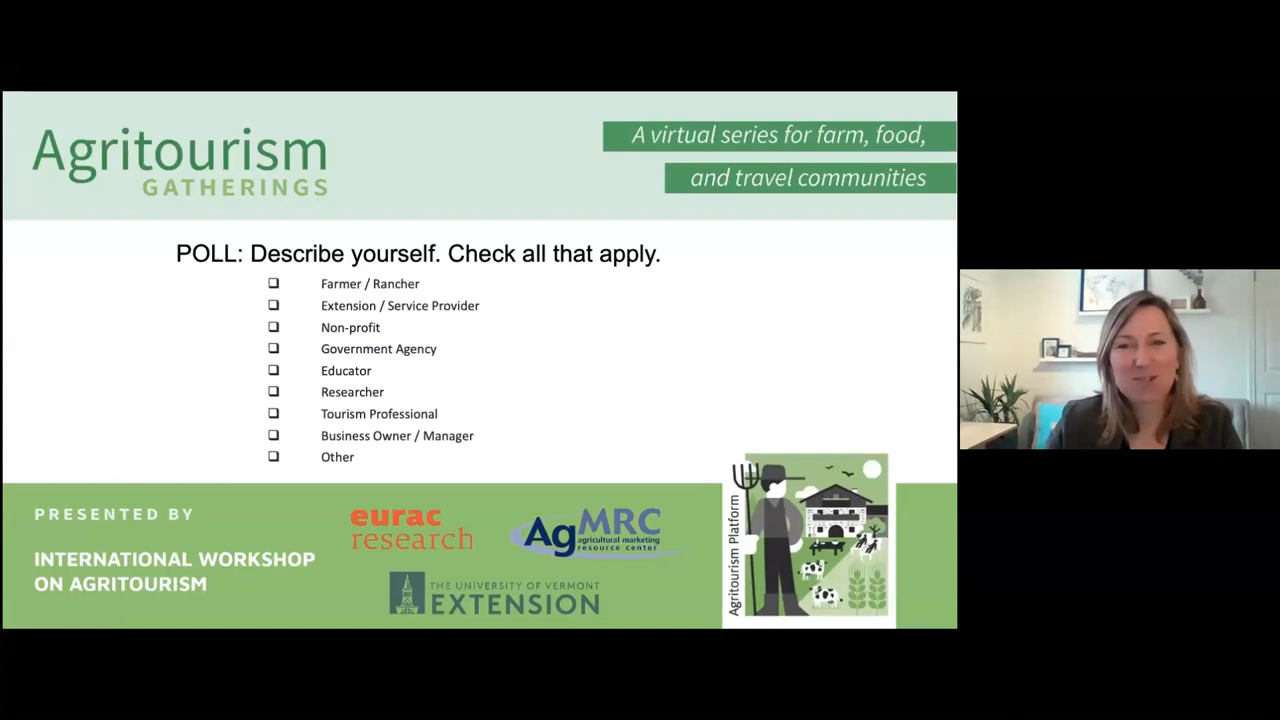 Agritourism
GATHERINGS
A virtual series for farm, food,
and travel communities
POLL: Describe yourself. Check all that apply.
Farmer / Rancher
Extension / Service Provider
Non-profit
Government Agency
Educator
Researcher
Tourism Professional
Business Owner / Manager
Other
PRESENTED BY
INTERNATIONAL WORKSHOP
ON AGRITOURISM
eurac
research
AgMRC
agricultural marketing
resource center
THE UNIVERSITY OF VERMONT
EXTENSION
Agritourism Platform